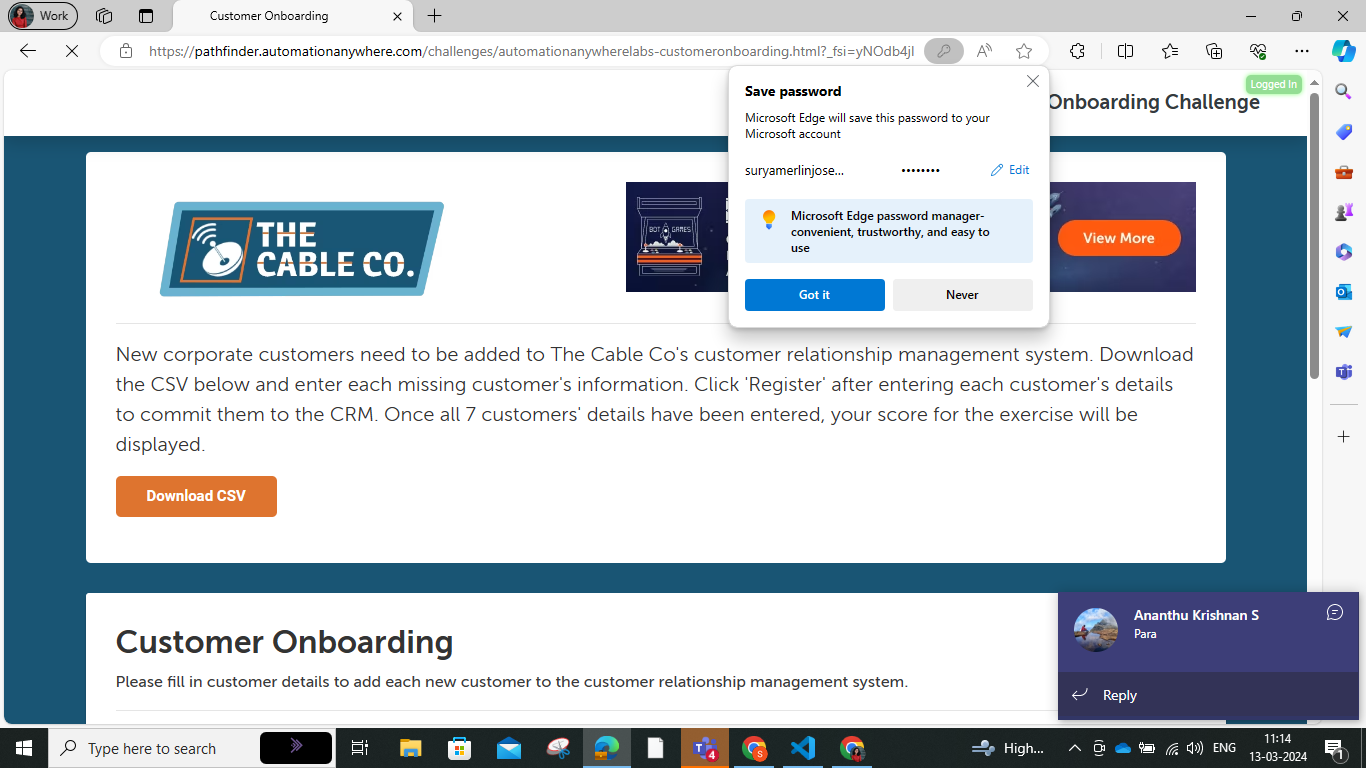 Work
Customer Onboarding
https://pathfinder.automationanywhere.com/challenges/automationanywherelabs-customeronboarding.html?_fsi=yNOdb4jI
Logged In
Onboarding Challenge
Save password
Microsoft Edge will save this password to your
Microsoft account
suryamerlinjose... •••••••• Edit
Microsoft Edge password manager-
convenient, trustworthy, and easy to
use
Got it Never
THE
CABLE CO.
BOT GAMES
View More
New corporate customers need to be added to The Cable Co's customer relationship management system. Download
the CSV below and enter each missing customer's information. Click 'Register' after entering each customer's details
to commit them to the CRM. Once all 7 customers' details have been entered, your score for the exercise will be
displayed.
Download CSV
Customer Onboarding
Please fill in customer details to add each new customer to the customer relationship management system.
Ananthu Krishnan S
Para
Reply
Type here to search
4
S
High...
ENG
11:14
13-03-2024
1